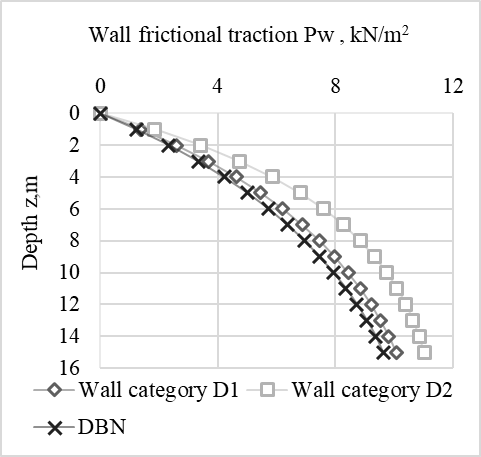 Wall frictional traction Pw , kN/m²
0 4 8 12
0
2
4
6
8
10
12
14
16
Depth z,m
Wall category D1 Wall category D2
DBN